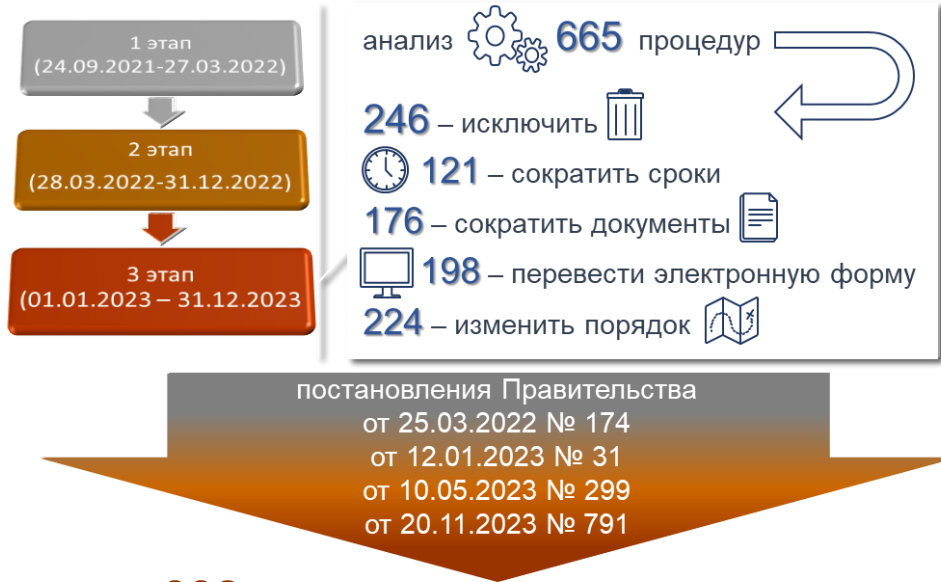 1 этап
(24.09.2021-27.03.2022)
2 этап
(28.03.2022-31.12.2022)
3 этап
(01.01.2023 – 31.12.2023
анализ 665 процедур
246 – исключить
121 – сократить сроки
176 – сократить документы
198 – перевести электронную форму
224 – изменить порядок
постановления Правительства
от 25.03.2022 № 174
от 12.01.2023 № 31
от 10.05.2023 № 299
от 20.11.2023 № 791